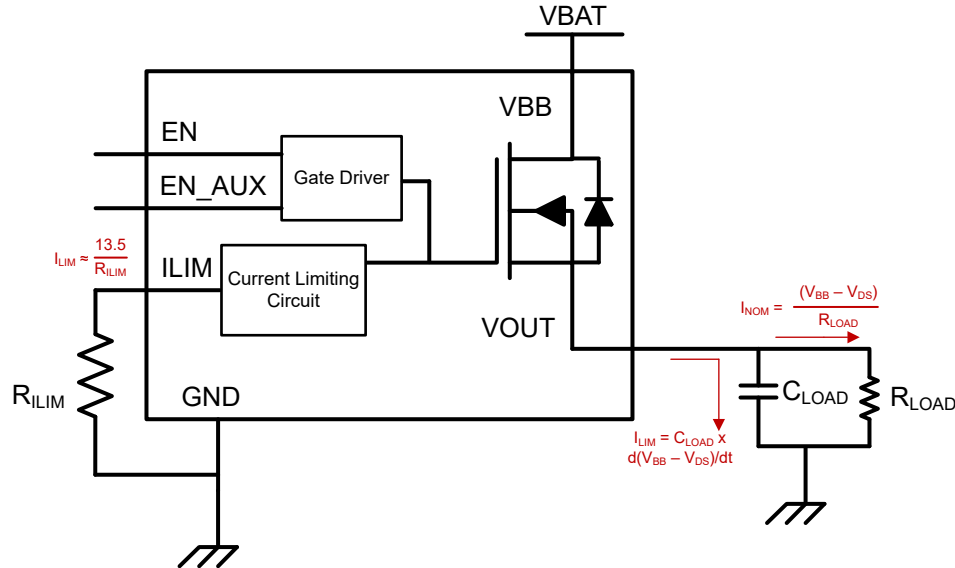 VBAT
VBB
EN
Gate Driver
EN_AUX
I_LIM ≈ 13.5
R_ILIM
ILIM
Current Limiting
Circuit
VOUT
I_NOM = (V_BB – V_DS)
R_LOAD
R_ILIM
GND
C_LOAD
R_LOAD
I_LIM = C_LOAD x
d(V_BB – V_DS)/dt